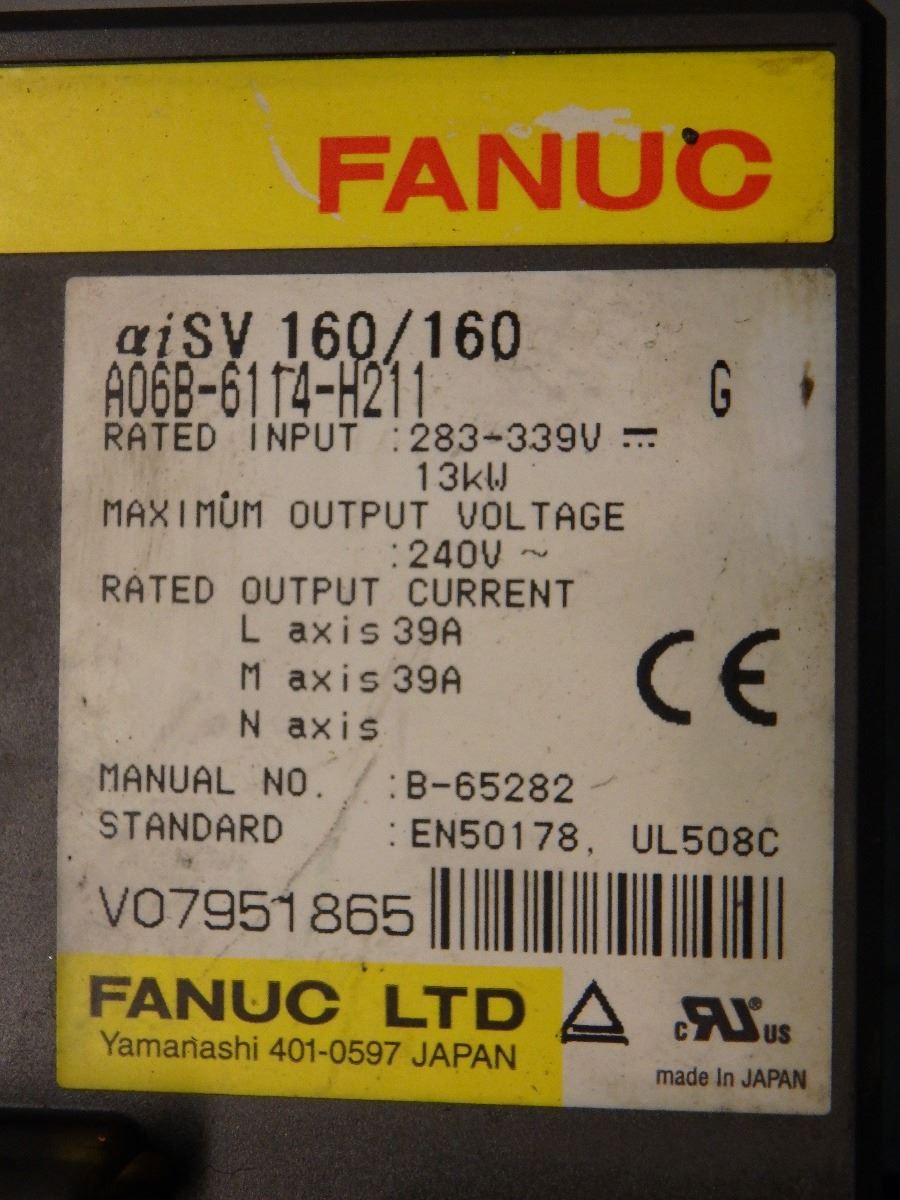 FANUC
αiSV 160/160
A06B-6114-H211 G
RATED INPUT :283-339V ⎓
13kW
MAXIMUM OUTPUT VOLTAGE
:240V ~
RATED OUTPUT CURRENT
L axis 39A
M axis 39A
N axis
CE
MANUAL NO. :B-65282
STANDARD :EN50178, UL508C
V07951865
FANUC LTD
Yamanashi 401-0597 JAPAN
c RU ® US
made In JAPAN